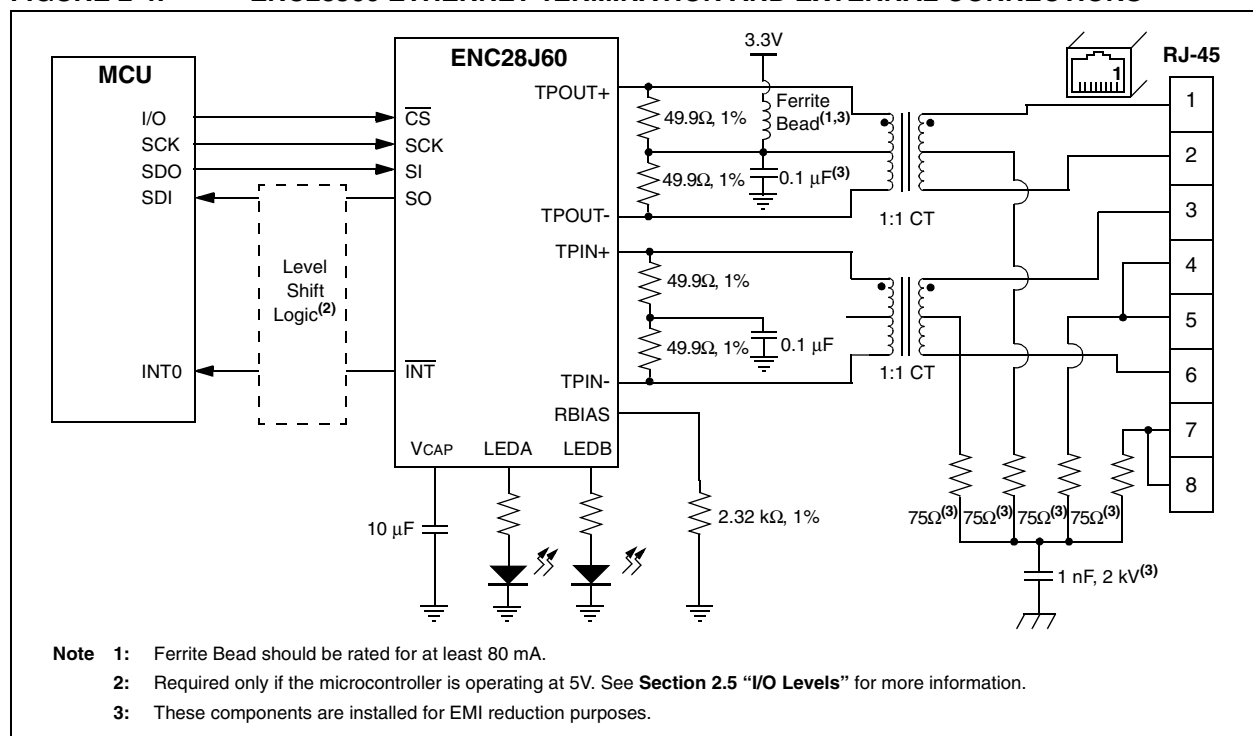 FIGURE ENC28J60 ETHERNET TERMINATION AND EXTERNAL CONNECTIONS
MCU
I/O
SCK
SDO
SDI
INT0
Level
Shift
Logic(2)
ENC28J60
CS
SCK
SI
SO
INT
TPOUT+
TPOUT-
TPIN+
TPIN-
RBIAS
VCAP
LEDA
LEDB
10 µF
2.32 kΩ, 1%
3.3V
Ferrite
Bead(1,3)
49.9Ω, 1%
49.9Ω, 1%
0.1 µF(3)
1:1 CT
49.9Ω, 1%
49.9Ω, 1%
0.1 µF
1:1 CT
1
RJ-45
1
2
3
4
5
6
7
8
75Ω(3)
75Ω(3)
75Ω(3)
75Ω(3)
1 nF, 2 kV(3)
Note 1: Ferrite Bead should be rated for at least 80 mA.
2: Required only if the microcontroller is operating at 5V. See Section 2.5 “I/O Levels” for more information.
3: These components are installed for EMI reduction purposes.